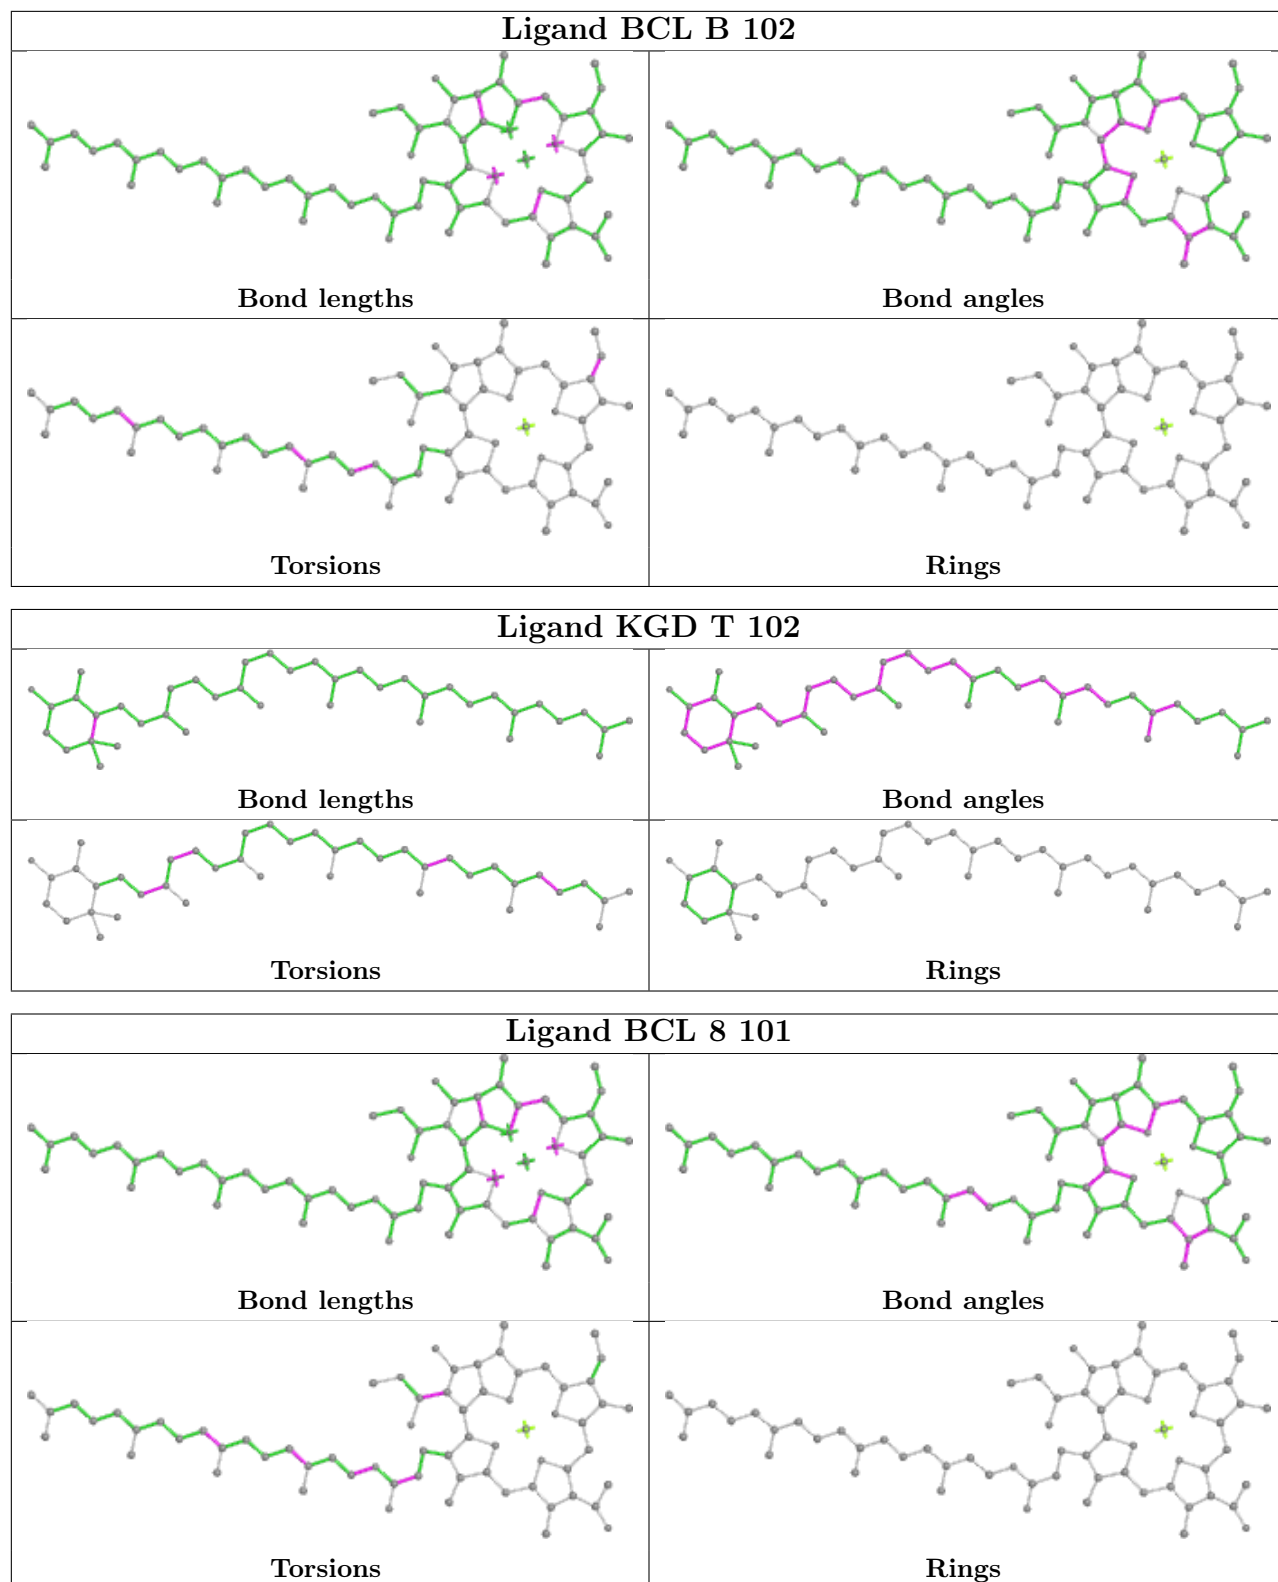 Ligand BCL B 102
Bond lengths
Bond angles
Torsions
Rings
Ligand KGD T 102
Bond lengths
Bond angles
Torsions
Rings
Ligand BCL 8 101
Bond lengths
Bond angles
Torsions
Rings